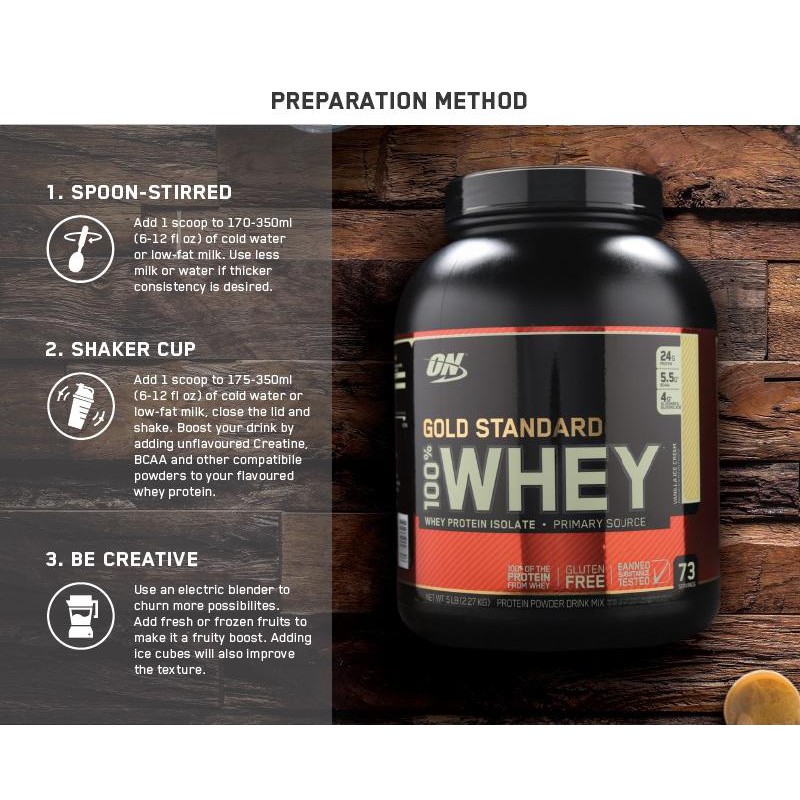 PREPARATION METHOD
1. SPOON-STIRRED
Add 1 scoop to 170-350ml
(6-12 fl oz) of cold water
or low-fat milk. Use less
milk or water if thicker
consistency is desired.
2. SHAKER CUP
Add 1 scoop to 175-350ml
(6-12 fl oz) of cold water or
low-fat milk, close the lid and
shake. Boost your drink by
adding unflavoured Creatine,
BCAA and other compatibile
powders to your flavoured
whey protein.
3. BE CREATIVE
Use an electric blender to
churn more possibilites.
Add fresh or frozen fruits to
make it a fruity boost. Adding
ice cubes will also improve
the texture.
ON
24G
5.5G
4G
GOLD STANDARD
100% WHEY
VANILLA ICE CREAM
WHEY PROTEIN ISOLATE • PRIMARY SOURCE
100% OF THE
PROTEIN
FROM WHEY
GLUTEN
FREE
BANNED
SUBSTANCE
TESTED
73
SERVINGS
NET WT 5 LB (2.27 KG) PROTEIN POWDER DRINK MIX